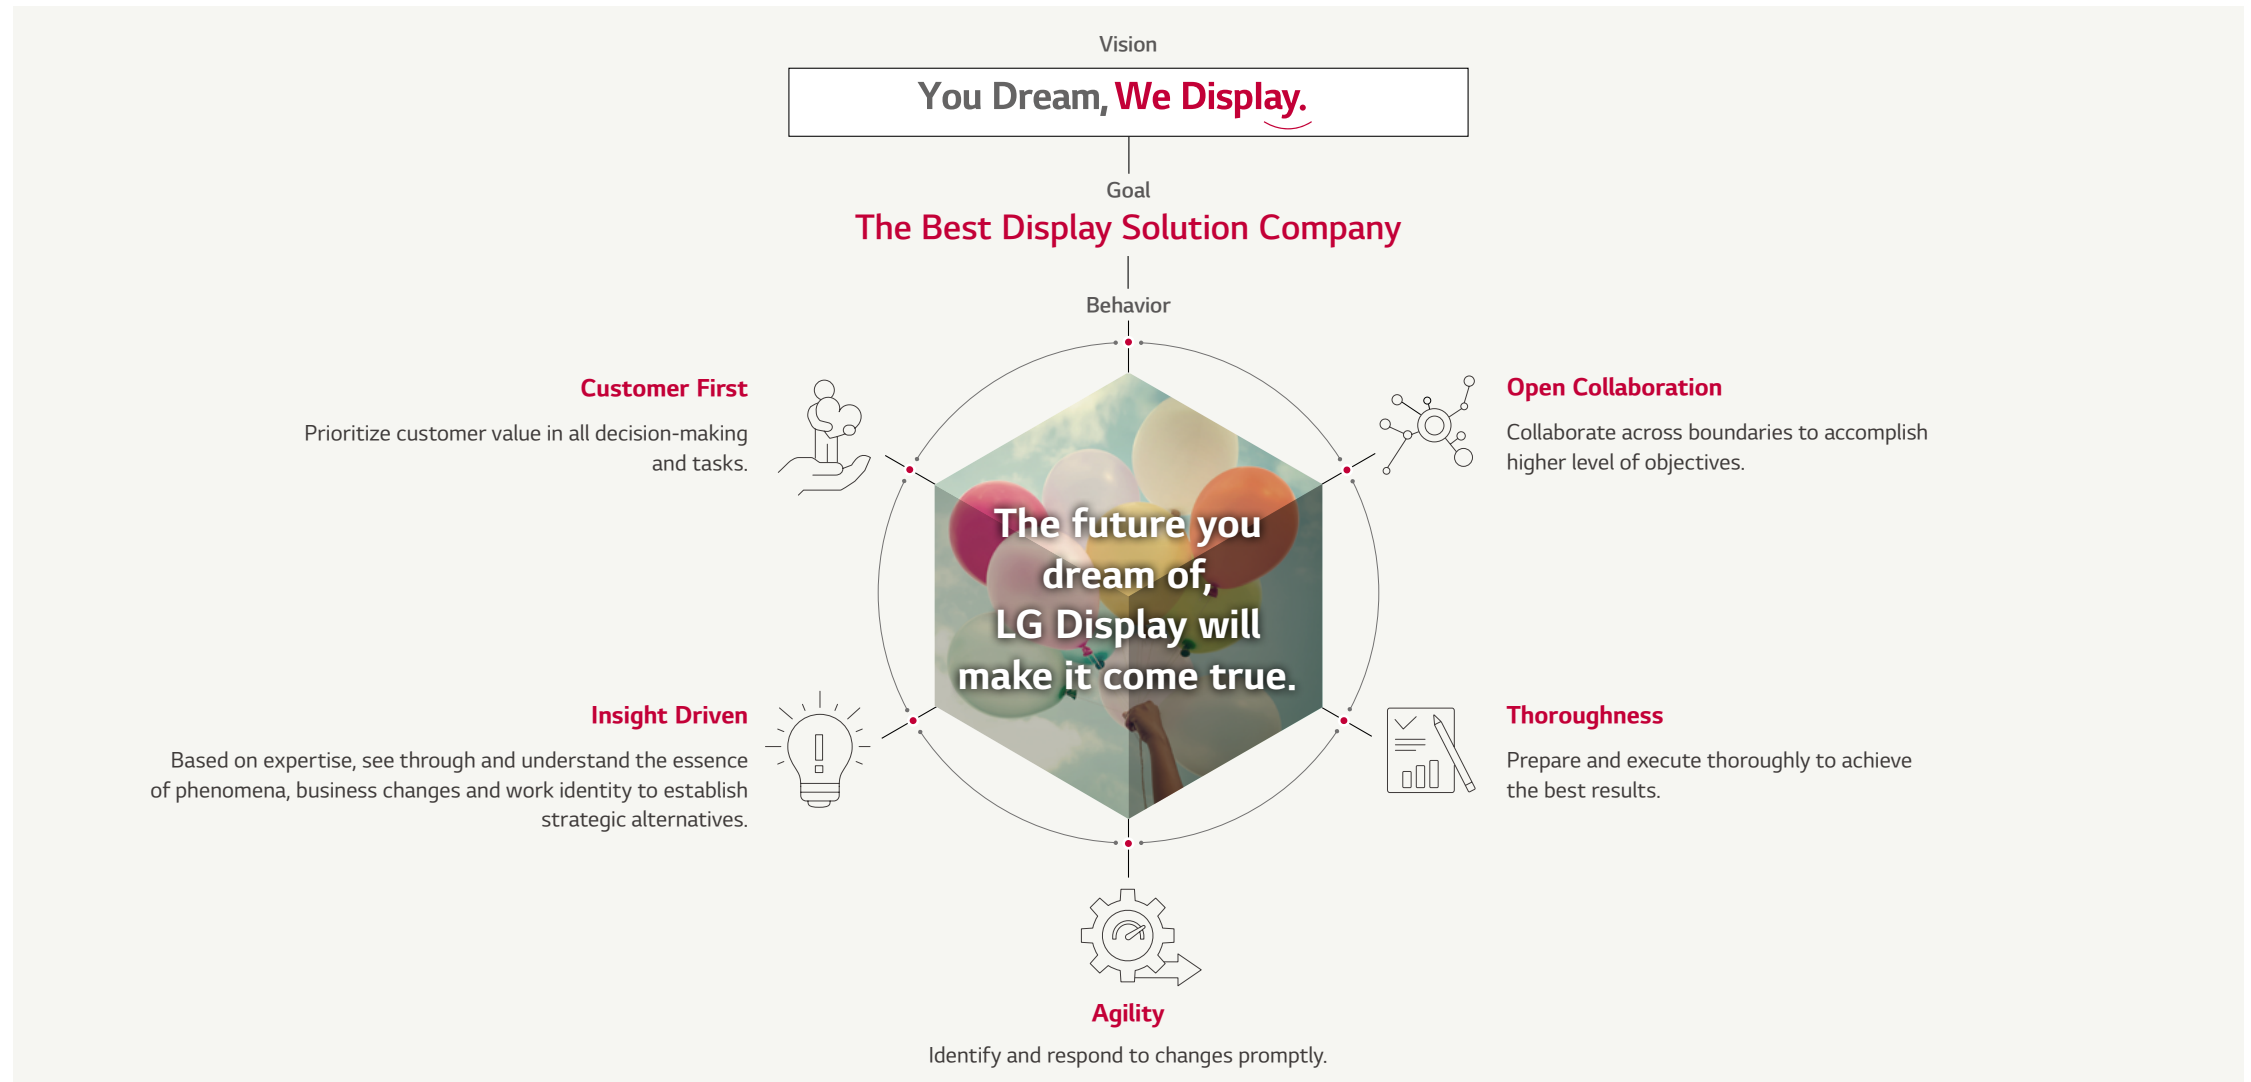 Vision
You Dream, We Display.
Goal
The Best Display Solution Company
Behavior
Customer First
Prioritize customer value in all decision-making
and tasks.
Open Collaboration
Collaborate across boundaries to accomplish
higher level of objectives.
The future you
dream of,
LG Display will
make it come true.
Insight Driven
Based on expertise, see through and understand the essence
of phenomena, business changes and work identity to establish
strategic alternatives.
Thoroughness
Prepare and execute thoroughly to achieve
the best results.
Agility
Identify and respond to changes promptly.